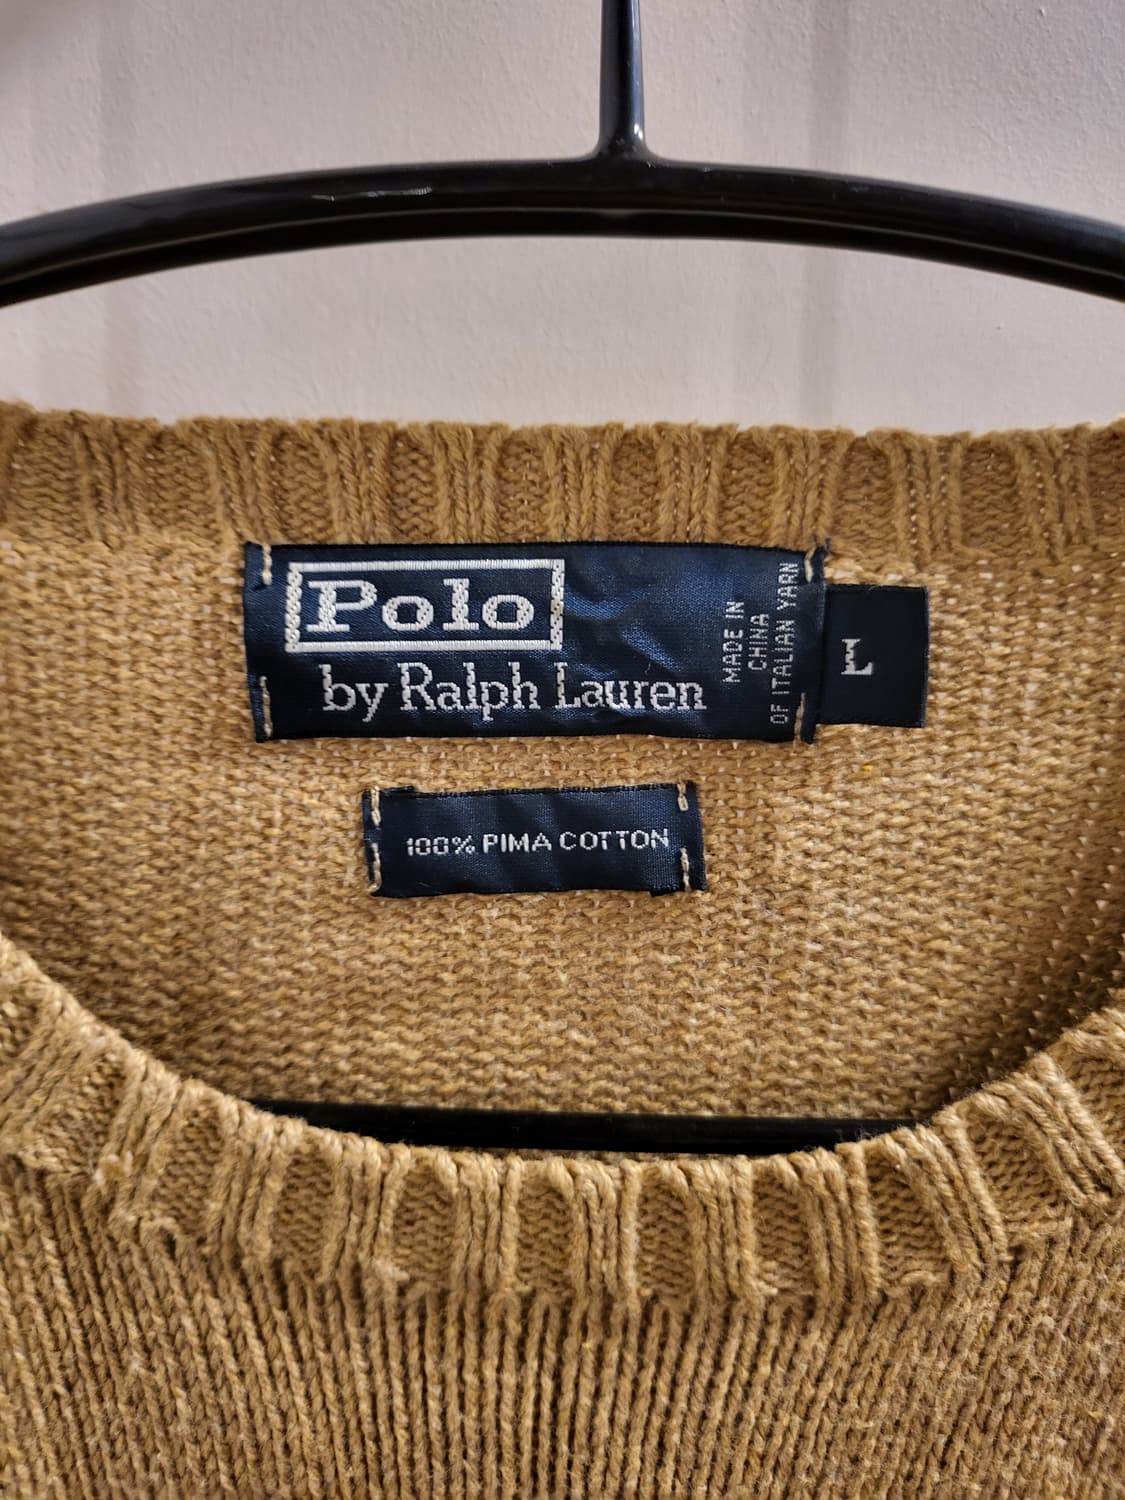 Polo
by Ralph Lauren
MADE IN
CHINA
OF ITALIAN YARN
L
100% PIMA COTTON